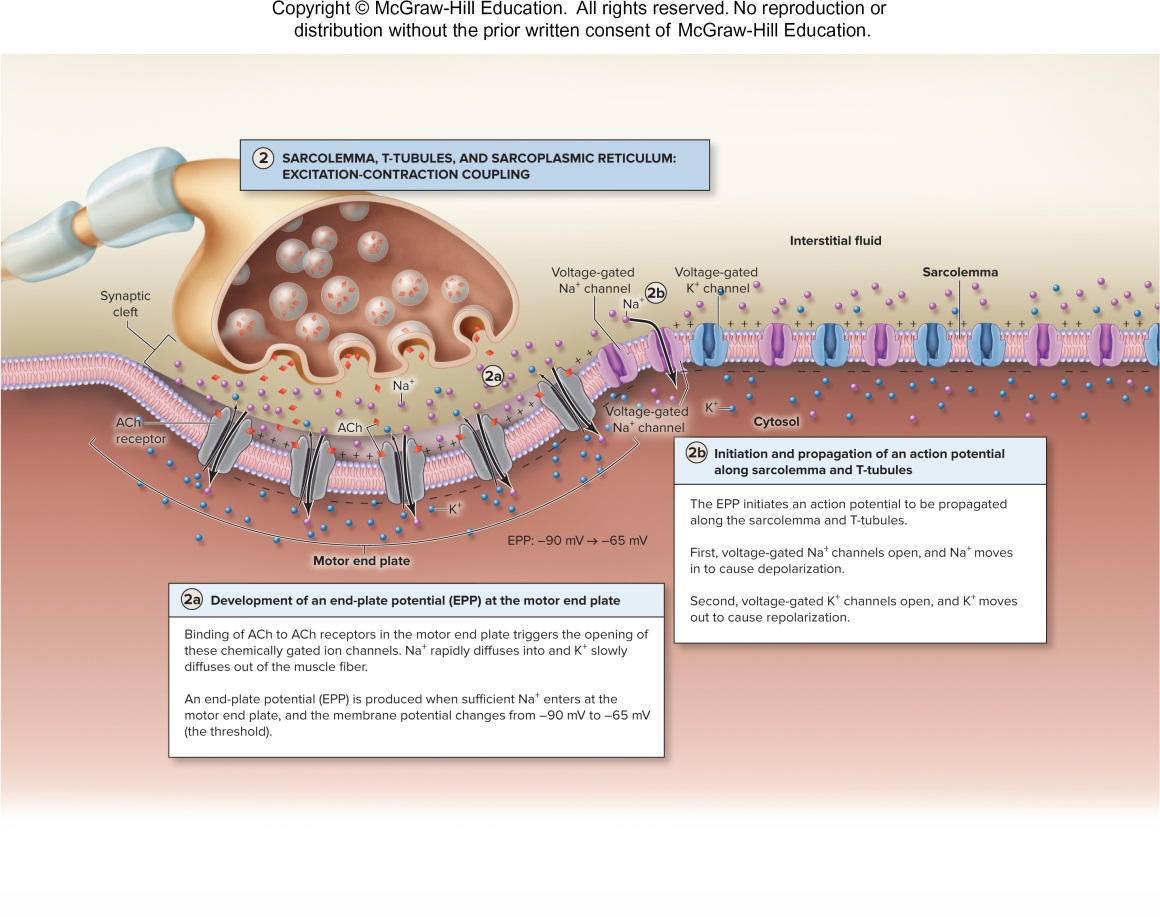 Copyright © McGraw-Hill Education. All rights reserved. No reproduction or
distribution without the prior written consent of McGraw-Hill Education.
2 SARCOLEMMA, T-TUBULES, AND SARCOPLASMIC RETICULUM:
EXCITATION-CONTRACTION COUPLING
Interstitial fluid
Voltage-gated
Na⁺ channel
2b
Na⁺
Voltage-gated
K⁺ channel
Sarcolemma
Synaptic
cleft
+ + + + + + + + + + + + + + + +
2a
Na⁺
ACh
ACh
receptor
Voltage-gated
Na⁺ channel
K⁺
Cytosol
K⁺
EPP: –90 mV → –65 mV
Motor end plate
2b Initiation and propagation of an action potential
along sarcolemma and T-tubules
The EPP initiates an action potential to be propagated
along the sarcolemma and T-tubules.
First, voltage-gated Na⁺ channels open, and Na⁺ moves
in to cause depolarization.
Second, voltage-gated K⁺ channels open, and K⁺ moves
out to cause repolarization.
2a Development of an end-plate potential (EPP) at the motor end plate
Binding of ACh to ACh receptors in the motor end plate triggers the opening of
these chemically gated ion channels. Na⁺ rapidly diffuses into and K⁺ slowly
diffuses out of the muscle fiber.
An end-plate potential (EPP) is produced when sufficient Na⁺ enters at the
motor end plate, and the membrane potential changes from –90 mV to –65 mV
(the threshold).